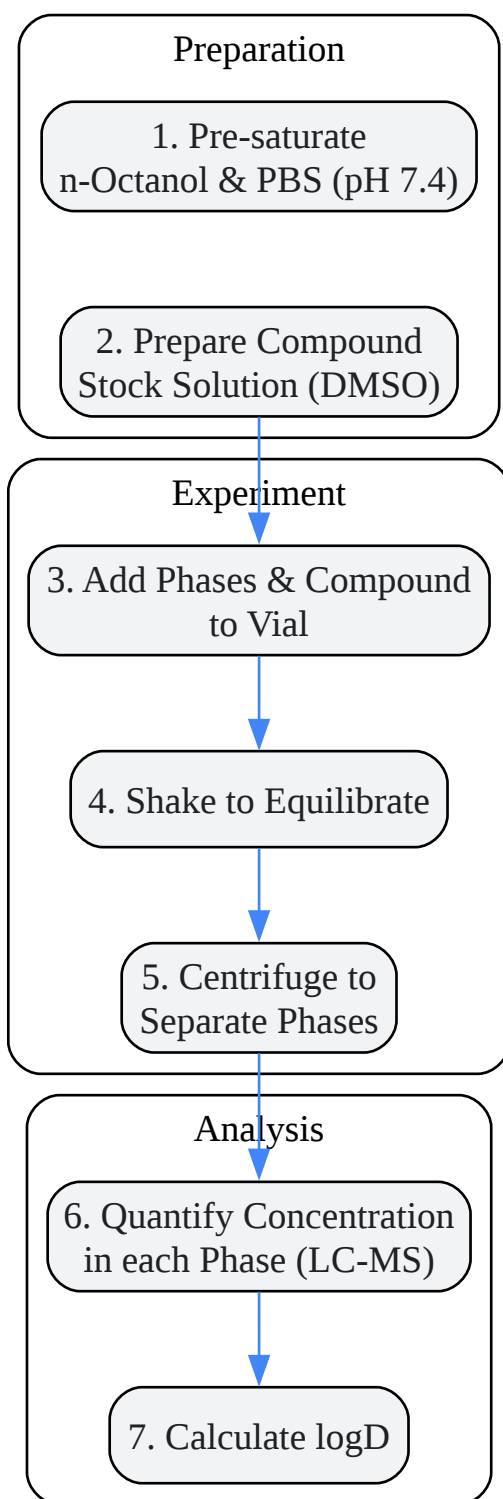 Preparation
1. Pre-saturate
n-Octanol & PBS (pH 7.4)
2. Prepare Compound
Stock Solution (DMSO)
Experiment
3. Add Phases & Compound
to Vial
4. Shake to Equilibrate
5. Centrifuge to
Separate Phases
Analysis
6. Quantify Concentration
in each Phase (LC-MS)
7. Calculate logD